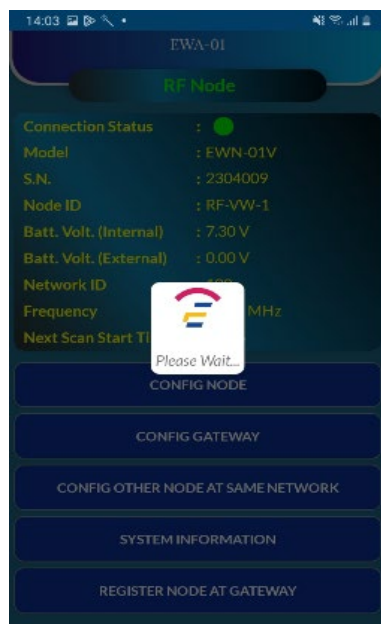 14:03
EWA-01
RF Node
Connection Status :
Model : EWN-01V
S.N. : 2304009
Node ID : RF-VW-1
Batt. Volt. (Internal) : 7.30 V
Batt. Volt. (External) : 0.00 V
Network ID
Frequency MHz
Next Scan Start
Please Wait...
CONFIG NODE
CONFIG GATEWAY
CONFIG OTHER NODE AT SAME NETWORK
SYSTEM INFORMATION
REGISTER NODE AT GATEWAY